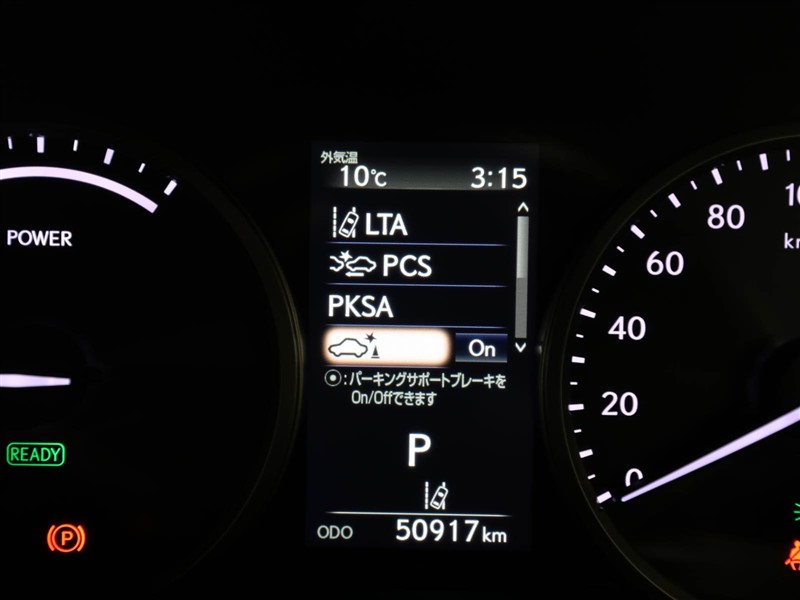 外気温
10℃ 3:15
LTA
PCS
PKSA
On
:パーキングサポートブレーキを
On/Offできます
P
ODO 50917km
POWER
READY
P
80
60
40
20
0